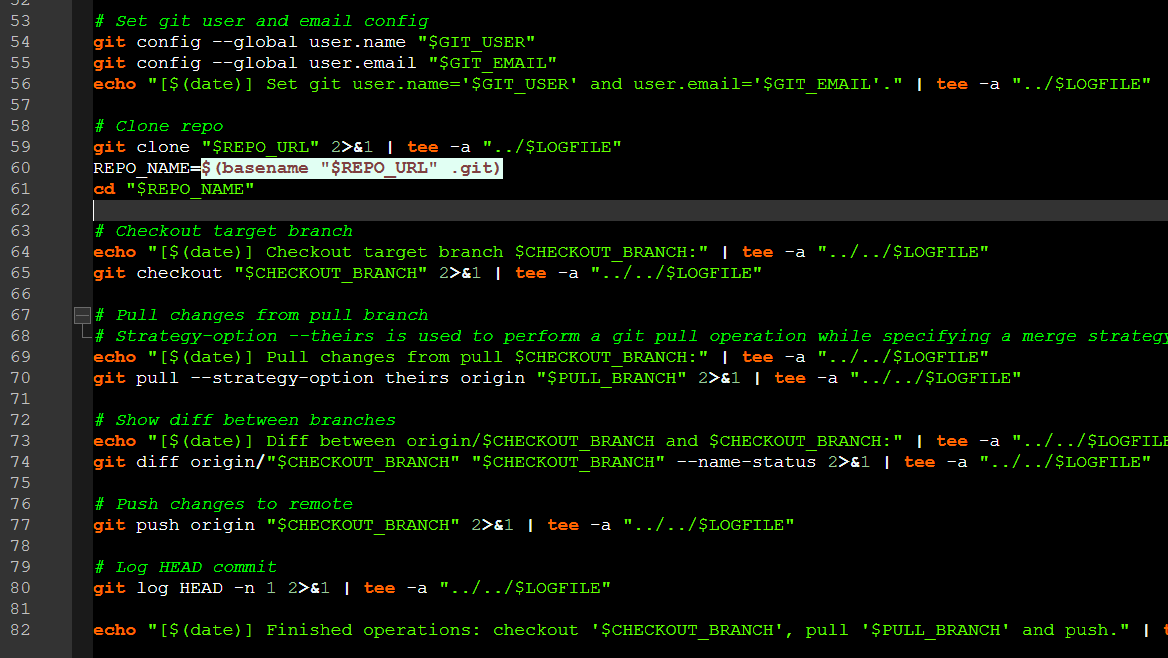 53 # Set git user and email config
54 git config --global user.name "$GIT_USER"
55 git config --global user.email "$GIT_EMAIL"
56 echo "[$(date)] Set git user.name='$GIT_USER' and user.email='$GIT_EMAIL'." | tee -a "../$LOGFILE"
57
58 # Clone repo
59 git clone "$REPO_URL" 2>&1 | tee -a "../$LOGFILE"
60 REPO_NAME=$(basename "$REPO_URL" .git)
61 cd "$REPO_NAME"
62
63 # Checkout target branch
64 echo "[$(date)] Checkout target branch $CHECKOUT_BRANCH:" | tee -a "../../$LOGFILE"
65 git checkout "$CHECKOUT_BRANCH" 2>&1 | tee -a "../../$LOGFILE"
66
67 # Pull changes from pull branch
68 # Strategy-option --theirs is used to perform a git pull operation while specifying a merge strategy
69 echo "[$(date)] Pull changes from pull $CHECKOUT_BRANCH:" | tee -a "../../$LOGFILE"
70 git pull --strategy-option theirs origin "$PULL_BRANCH" 2>&1 | tee -a "../../$LOGFILE"
71
72 # Show diff between branches
73 echo "[$(date)] Diff between origin/$CHECKOUT_BRANCH and $CHECKOUT_BRANCH:" | tee -a "../../$LOGFILE
74 git diff origin/"$CHECKOUT_BRANCH" "$CHECKOUT_BRANCH" --name-status 2>&1 | tee -a "../../$LOGFILE"
75
76 # Push changes to remote
77 git push origin "$CHECKOUT_BRANCH" 2>&1 | tee -a "../../$LOGFILE"
78
79 # Log HEAD commit
80 git log HEAD -n 1 2>&1 | tee -a "../../$LOGFILE"
81
82 echo "[$(date)] Finished operations: checkout '$CHECKOUT_BRANCH', pull '$PULL_BRANCH' and push." |